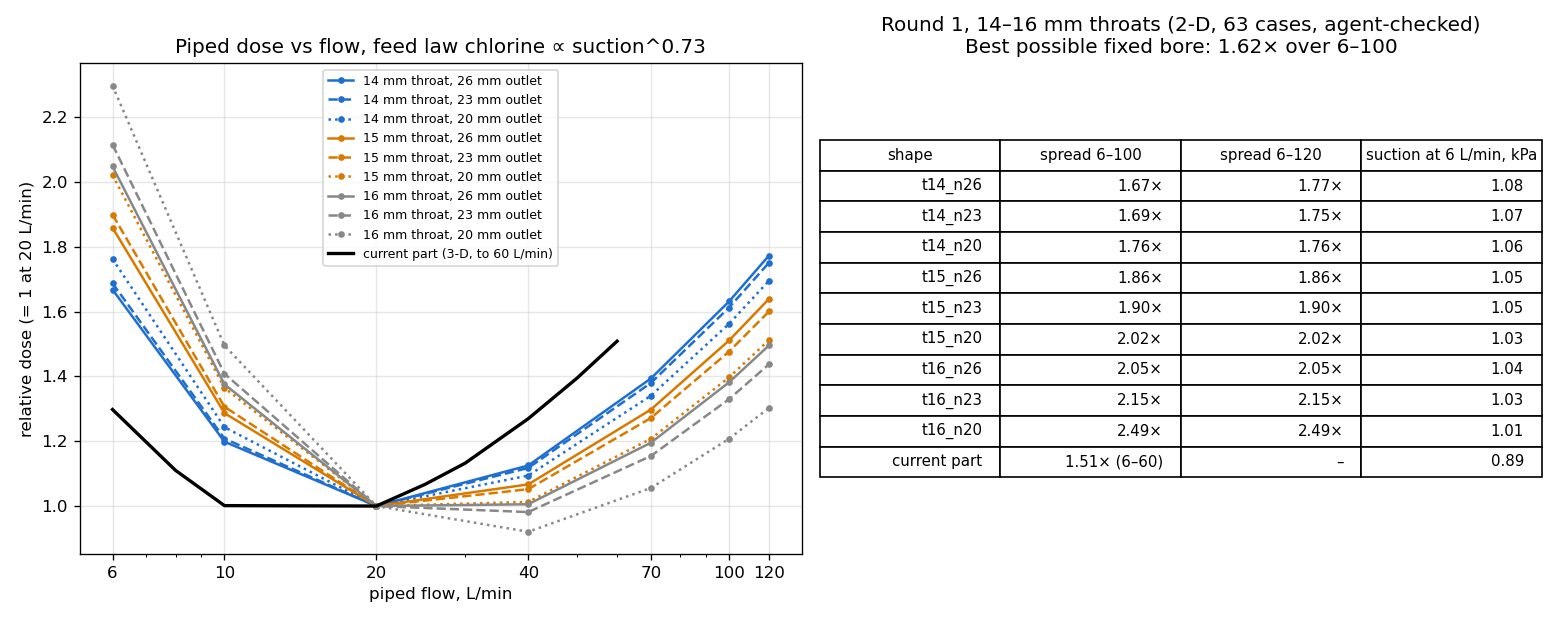 Piped dose vs flow, feed law chlorine ∝ suction^0.73
relative dose (= 1 at 20 L/min)
2.2
2.0
1.8
1.6
1.4
1.2
1.0
14 mm throat, 26 mm outlet
14 mm throat, 23 mm outlet
14 mm throat, 20 mm outlet
15 mm throat, 26 mm outlet
15 mm throat, 23 mm outlet
15 mm throat, 20 mm outlet
16 mm throat, 26 mm outlet
16 mm throat, 23 mm outlet
16 mm throat, 20 mm outlet
current part (3-D, to 60 L/min)
6 10 20 40 70 100 120
piped flow, L/min
Round 1, 14–16 mm throats (2-D, 63 cases, agent-checked)
Best possible fixed bore: 1.62× over 6–100
shape spread 6–100 spread 6–120 suction at 6 L/min, kPa
t14_n26 1.67× 1.77× 1.08
t14_n23 1.69× 1.75× 1.07
t14_n20 1.76× 1.76× 1.06
t15_n26 1.86× 1.86× 1.05
t15_n23 1.90× 1.90× 1.05
t15_n20 2.02× 2.02× 1.03
t16_n26 2.05× 2.05× 1.04
t16_n23 2.15× 2.15× 1.03
t16_n20 2.49× 2.49× 1.01
current part 1.51× (6–60) – 0.89